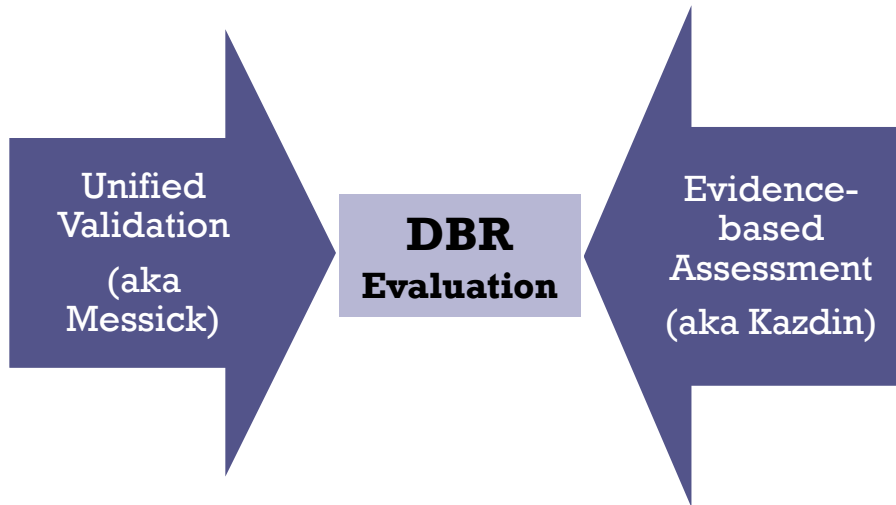 Unified
Validation
(aka
Messick)
DBR
Evaluation
Evidence-
based
Assessment
(aka Kazdin)